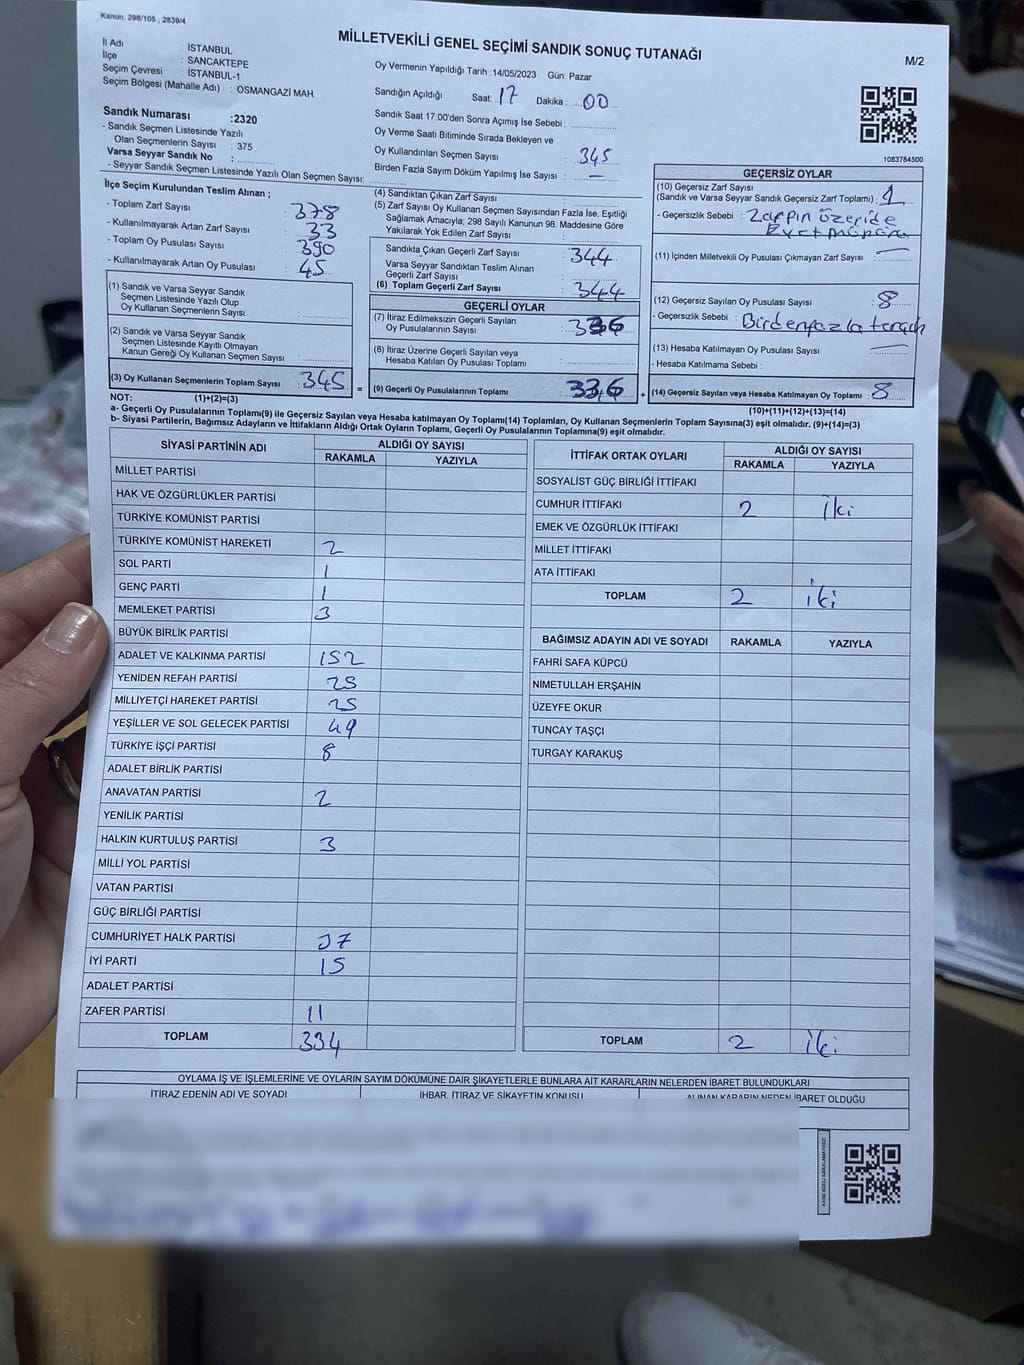 Kanun: 298/105 , 2839/4
MİLLETVEKİLİ GENEL SEÇİMİ SANDIK SONUÇ TUTANAĞI
M/2
İl Adı : İSTANBUL
İlçe : SANCAKTEPE
Seçim Çevresi : İSTANBUL-1
Seçim Bölgesi (Mahalle Adı) : OSMANGAZİ MAH.
Sandık Numarası :2320
- Sandık Seçmen Listesinde Yazılı
Olan Seçmenlerin Sayısı : 375
Varsa Seyyar Sandık No :
- Seyyar Sandık Seçmen Listesinde Yazılı Olan Seçmen Sayısı:
Oy Vermenin Yapıldığı Tarih :14/05/2023 Gün: Pazar
Sandığın Açıldığı Saat: 17 Dakika : 00
Sandık Saat 17.00'den Sonra Açımış İse Sebebi :
Oy Verme Saati Bitiminde Sırada Bekleyen ve
Oy Kullandırılan Seçmen Sayısı : 345
Birden Fazla Sayım Döküm Yapılmış İse Sayısı : —
1083784500
İlçe Seçim Kurulundan Teslim Alınan ;
- Toplam Zarf Sayısı : 378
- Kullanılmayarak Artan Zarf Sayısı : 33
- Toplam Oy Pusulası Sayısı : 390
- Kullanılmayarak Artan Oy Pusulası : 45
(1) Sandık ve Varsa Seyyar Sandık
Seçmen Listesinde Yazılı Olup
Oy Kullanan Seçmenlerin Sayısı :
(2) Sandık ve Varsa Seyyar Sandık
Seçmen Listesinde Kayıtlı Olmayan
Kanun Gereği Oy Kullanan Seçmen Sayısı :
(3) Oy Kullanan Seçmenlerin Toplam Sayısı : 345
(4) Sandıktan Çıkan Zarf Sayısı :
(5) Zarf Sayısı Oy Kullanan Seçmen Sayısından Fazla İse, Eşitliği
Sağlamak Amacıyla; 298 Sayılı Kanunun 98. Maddesine Göre
Yakılarak Yok Edilen Zarf Sayısı :
Sandıkta Çıkan Geçerli Zarf Sayısı : 344
Varsa Seyyar Sandıktan Teslim Alınan
Geçerli Zarf Sayısı :
(6) Toplam Geçerli Zarf Sayısı : 344
GEÇERLİ OYLAR
(7) İtiraz Edilmeksizin Geçerli Sayılan
Oy Pusulalarının Sayısı : 336
(8) İtiraz Üzerine Geçerli Sayılan veya
Hesaba Katılan Oy Pusulası Toplamı :
= (9) Geçerli Oy Pusulalarının Toplamı : 336
GEÇERSİZ OYLAR
(10) Geçersiz Zarf Sayısı
(Sandık ve Varsa Seyyar Sandık Geçersiz Zarf Toplamı) : 1
- Geçersizlik Sebebi : Zarfın üzeride
Evet
(11) İçinden Milletvekili Oy Pusulası Çıkmayan Zarf Sayısı : —
(12) Geçersiz Sayılan Oy Pusulası Sayısı : 8
- Geçersizlik Sebebi : Birden fazla
(13) Hesaba Katılmayan Oy Pusulası Sayısı : —
- Hesaba Katılmama Sebebi :
+ (14) Geçersiz Sayılan veya Hesaba Katılmayan Oy Toplamı : 8
NOT: (1)+(2)=(3)
(10)+(11)+(12)+(13)=(14)
a- Geçerli Oy Pusulalarının Toplamı(9) ile Geçersiz Sayılan veya Hesaba katılmayan Oy Toplamı(14) Toplamları, Oy Kullanan Seçmenlerin Toplam Sayısına(3) eşit olmalıdır. (9)+(14)=(3)
b- Siyasi Partilerin, Bağımsız Adayların ve İttifakların Aldığı Ortak Oyların Toplamı, Geçerli Oy Pusulalarının Toplamına(9) eşit olmalıdır.
SİYASİ PARTİNİN ADI ALDIĞI OY SAYISI
RAKAMLA YAZIYLA
MİLLET PARTİSİ
HAK VE ÖZGÜRLÜKLER PARTİSİ
TÜRKİYE KOMÜNİST PARTİSİ
TÜRKİYE KOMÜNİST HAREKETİ 2
SOL PARTİ 1
GENÇ PARTİ 1
MEMLEKET PARTİSİ 3
BÜYÜK BİRLİK PARTİSİ
ADALET VE KALKINMA PARTİSİ 152
YENİDEN REFAH PARTİSİ 25
MİLLİYETÇİ HAREKET PARTİSİ 25
YEŞİLLER VE SOL GELECEK PARTİSİ 49
TÜRKİYE İŞÇİ PARTİSİ 8
ADALET BİRLİK PARTİSİ
ANAVATAN PARTİSİ 2
YENİLİK PARTİSİ
HALKIN KURTULUŞ PARTİSİ 3
MİLLİ YOL PARTİSİ
VATAN PARTİSİ
GÜÇ BİRLİĞİ PARTİSİ
CUMHURİYET HALK PARTİSİ 37
İYİ PARTİ 15
ADALET PARTİSİ
ZAFER PARTİSİ 11
TOPLAM 334
İTTİFAK ORTAK OYLARI ALDIĞI OY SAYISI
RAKAMLA YAZIYLA
SOSYALİST GÜÇ BİRLİĞİ İTTİFAKI
CUMHUR İTTİFAKI 2 iki
EMEK VE ÖZGÜRLÜK İTTİFAKI
MİLLET İTTİFAKI
ATA İTTİFAKI
TOPLAM 2 iki
BAĞIMSIZ ADAYIN ADI VE SOYADI RAKAMLA YAZIYLA
FAHRİ SAFA KÜPCÜ
NİMETULLAH ERŞAHİN
ÜZEYFE OKUR
TUNCAY TAŞÇI
TURGAY KARAKUŞ
TOPLAM 2 iki
OYLAMA İŞ VE İŞLEMLERİNE VE OYLARIN SAYIM DÖKÜMÜNE DAİR ŞİKAYETLERLE BUNLARA AİT KARARLARIN NELERDEN İBARET BULUNDUKLARI
İTİRAZ EDENİN ADI VE SOYADI İHBAR, İTİRAZ VE ŞİKAYETİN KONUSU ALINAN KARARIN NEDEN İBARET OLDUĞU